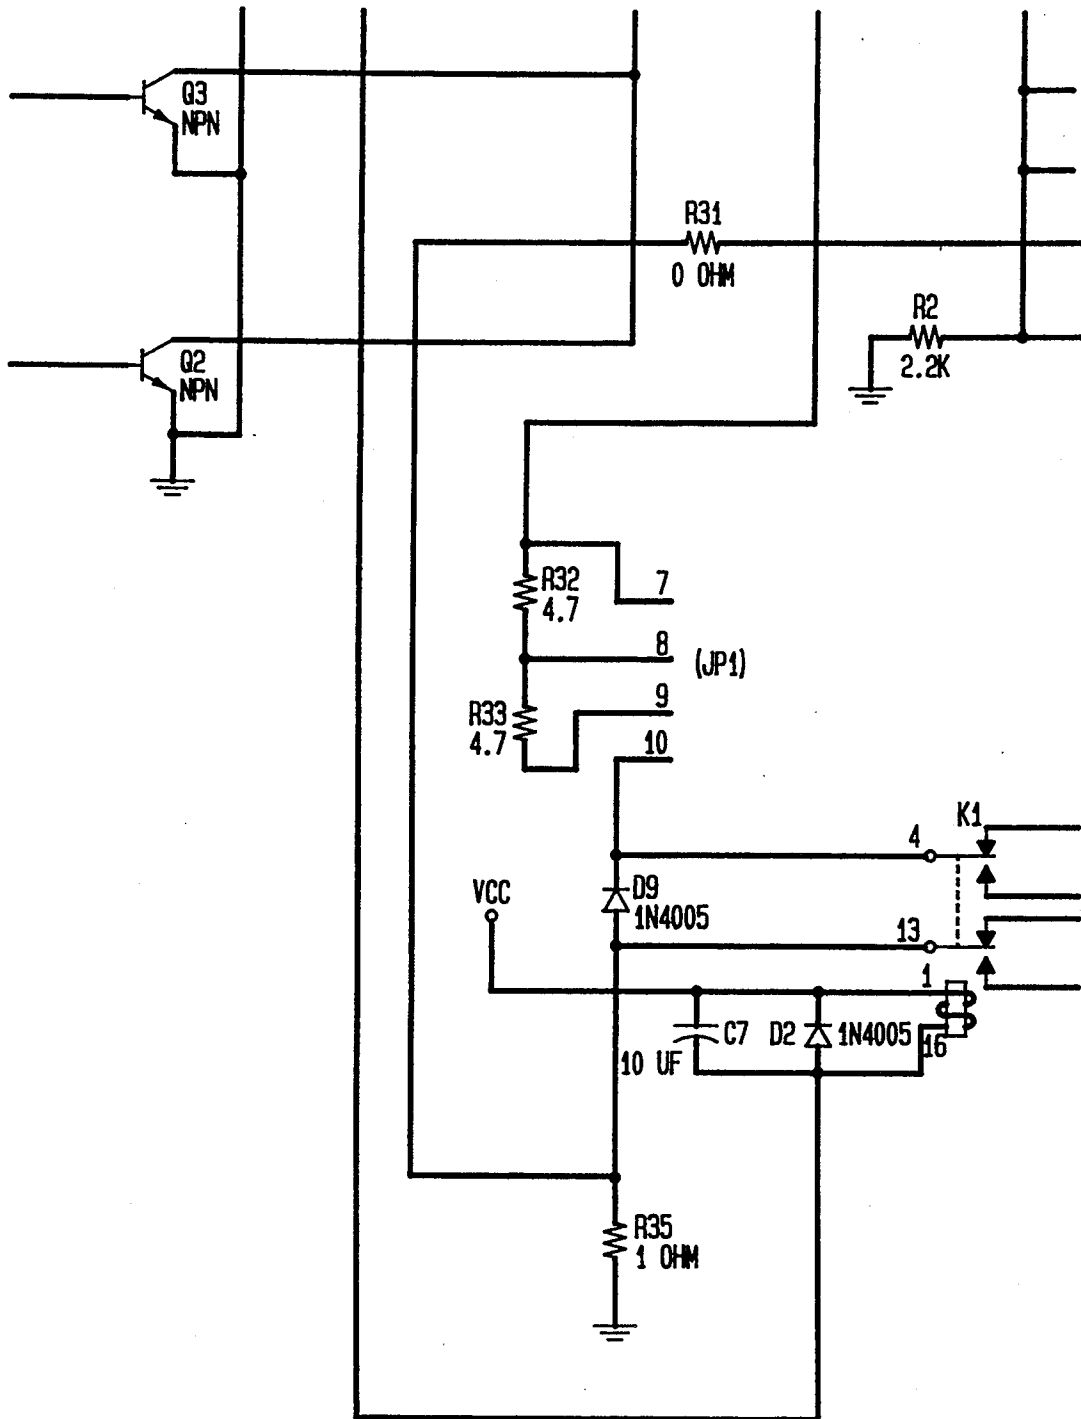 Q3
NPN
R31
0 OHM
R2
2.2K
Q2
NPN
R32
4.7
7
8
(JP1)
9
R33
4.7
10
K1
4
VCC
D9
1N4005
13
1
C7
D2
1N4005
16
10 UF
R35
1 OHM